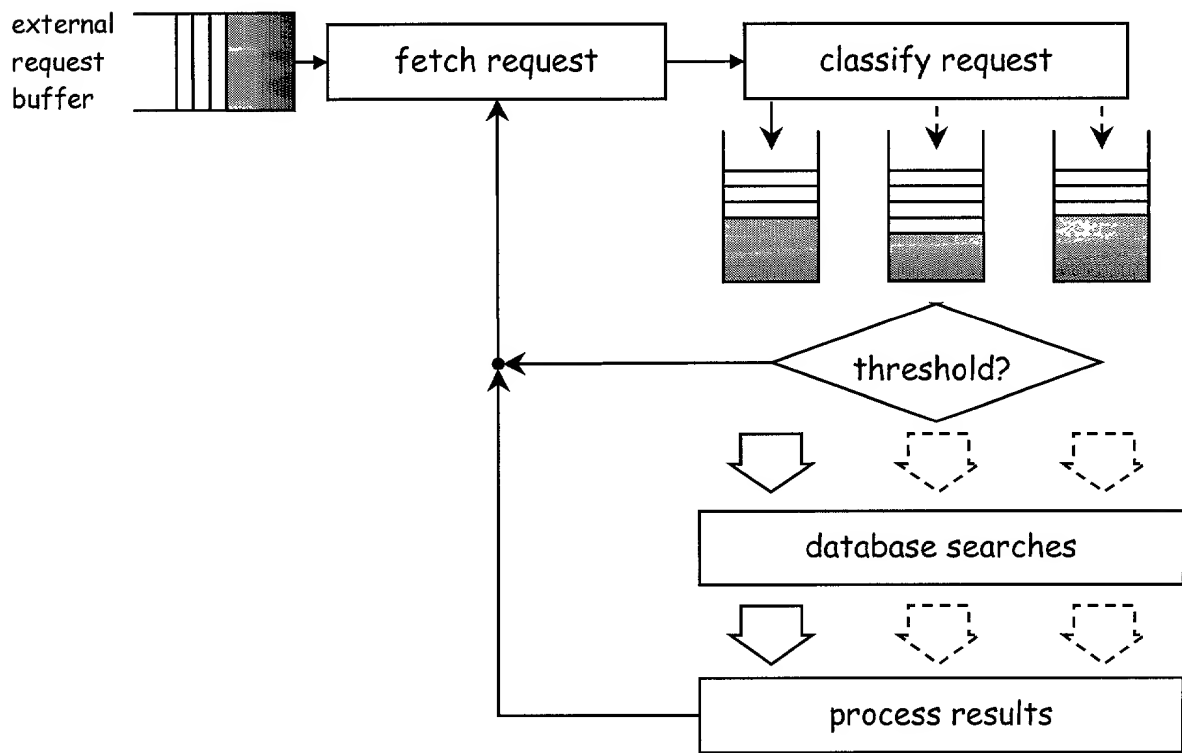 external
request
buffer
fetch request
classify request
threshold?
database searches
process results